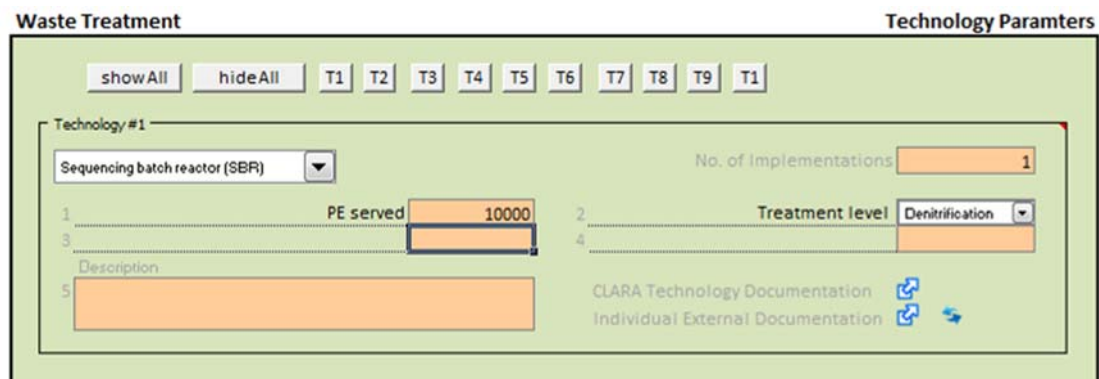 Waste Treatment Technology Paramters
showAll hideAll T1 T2 T3 T4 T5 T6 T7 T8 T9 T1
Technology #1
Sequencing batch reactor (SBR) No. of Implementations 1
1 PE served 10000 2 Treatment level Denitrification
3 4
Description
5 CLARA Technology Documentation
Individual External Documentation